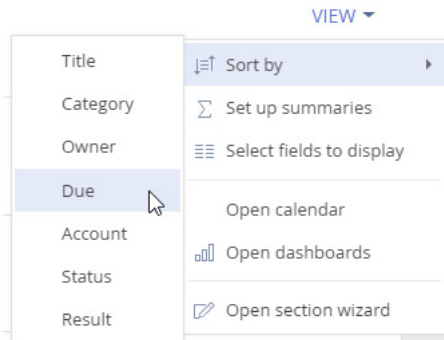 VIEW
Sort by
Set up summaries
Select fields to display
Open calendar
Open dashboards
Open section wizard
Title
Category
Owner
Due
Account
Status
Result